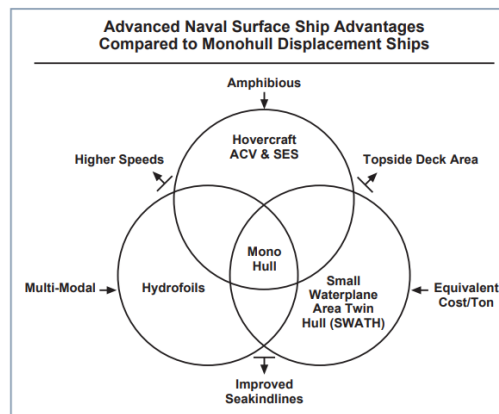 Advanced Naval Surface Ship Advantages
Compared to Monohull Displacement Ships
Amphibious
Hovercraft
ACV & SES
Higher Speeds
Topside Deck Area
Mono
Hull
Multi-Modal
Hydrofoils
Small
Waterplane
Area Twin
Hull (SWATH)
Equivalent
Cost/Ton
Improved
Seakindlines